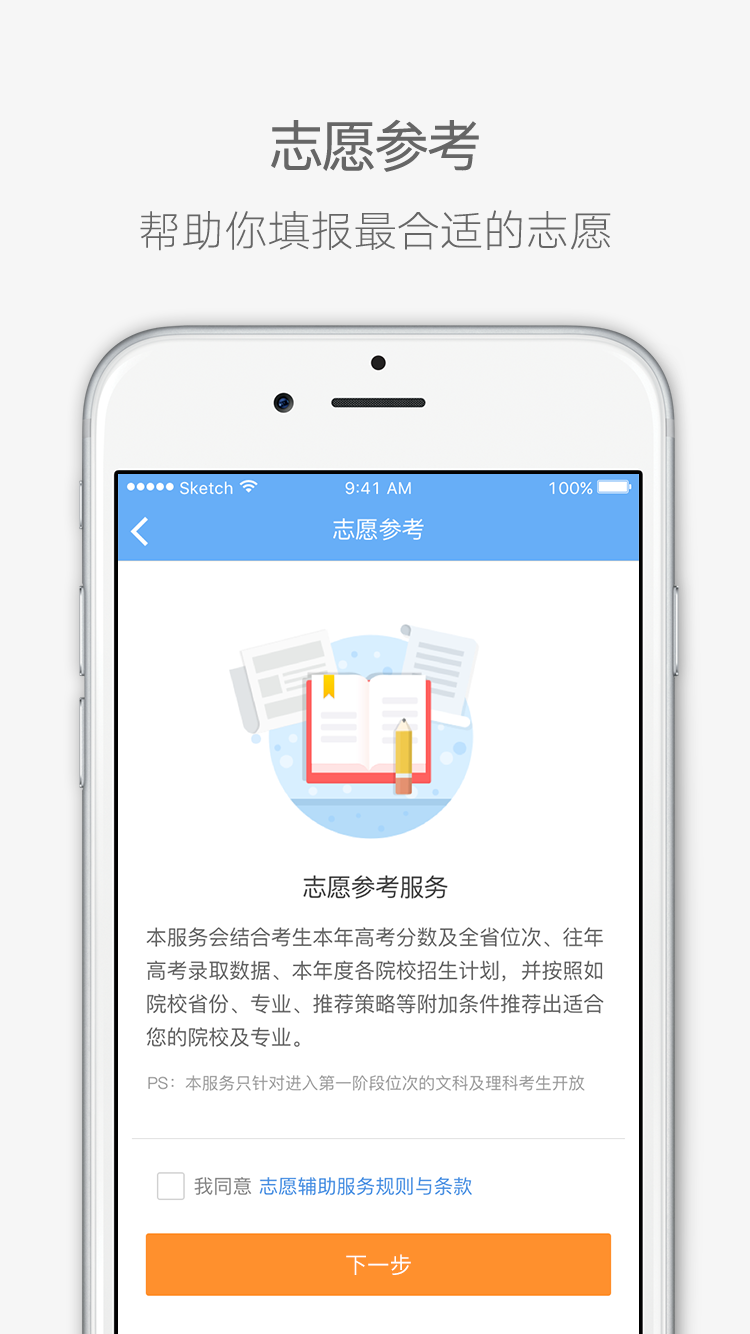 志愿参考
帮助你填报最合适的志愿
Sketch 9:41 AM 100%
志愿参考
志愿参考服务
本服务会结合考生本年高考分数及全省位次、往年
高考录取数据、本年度各院校招生计划，并按照如
院校省份、专业、推荐策略等附加条件推荐出适合
您的院校及专业。
PS：本服务只针对进入第一阶段位次的文科及理科考生开放
我同意 志愿辅助服务规则与条款
下一步